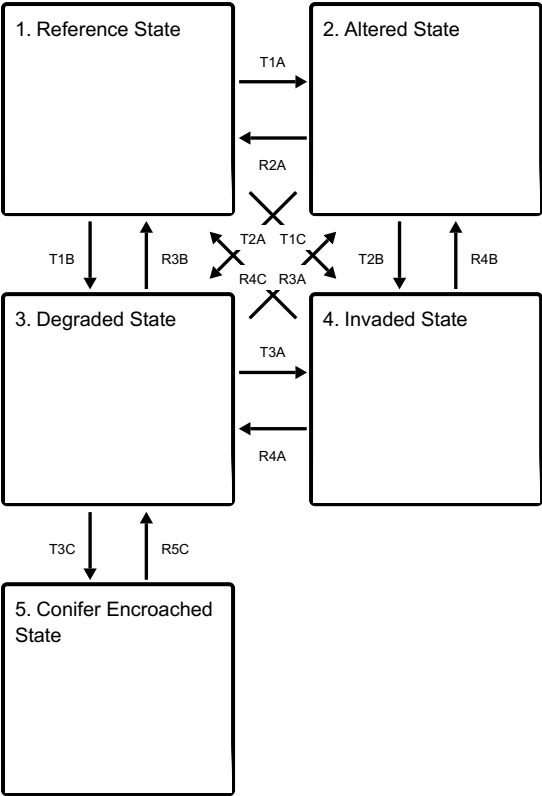 1. Reference State
2. Altered State
T1A
R2A
T2A
T1C
T1B
R3B
T2B
R4B
R4C
R3A
3. Degraded State
4. Invaded State
T3A
R4A
T3C
R5C
5. Conifer Encroached
State